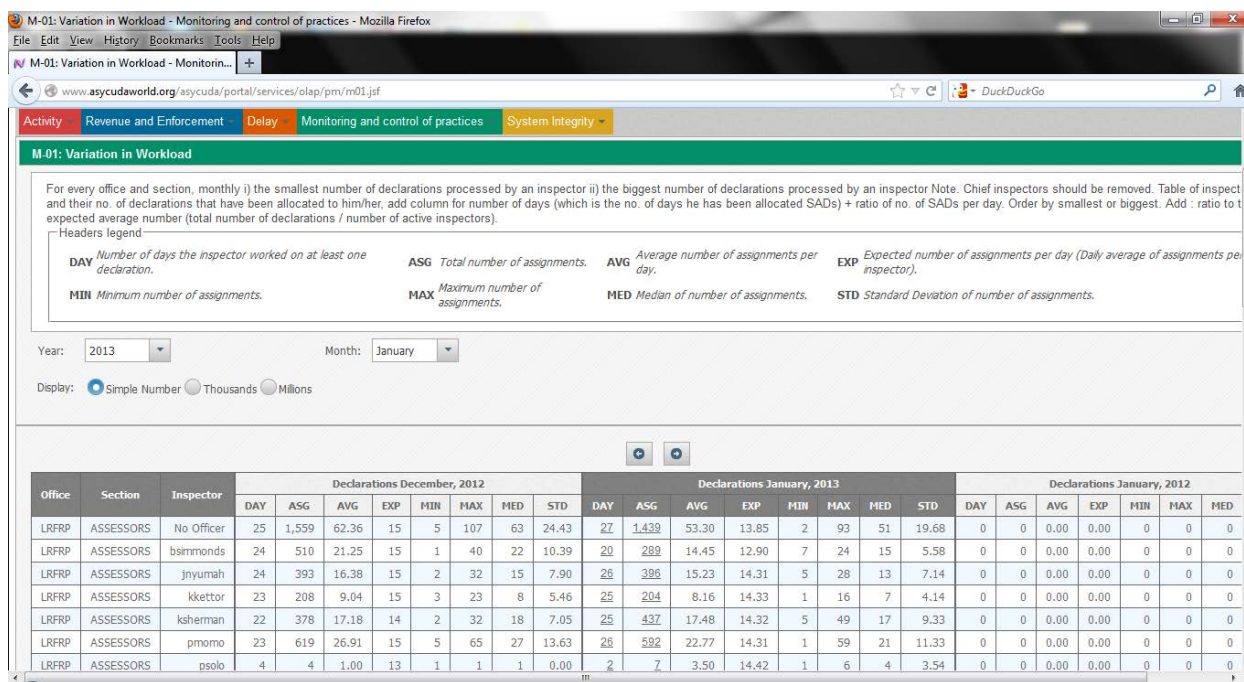 M-01: Variation in Workload - Monitoring and control of practices - Mozilla Firefox
File Edit View History Bookmarks Tools Help
M-01: Variation in Workload - Monitorin... +
www.asycudaworld.org/asycuda/portal/services/olap/pm/m01.jsf DuckDuckGo
Activity Revenue and Enforcement Delay Monitoring and control of practices System Integrity
M-01: Variation in Workload
For every office and section, monthly i) the smallest number of declarations processed by an inspector ii) the biggest number of declarations processed by an inspector Note. Chief inspectors should be removed. Table of inspect
and their no. of declarations that have been allocated to him/her, add column for number of days (which is the no. of days he has been allocated SADs) + ratio of no. of SADs per day. Order by smallest or biggest. Add : ratio to t
expected average number (total number of declarations / number of active inspectors).
Headers legend
DAY Number of days the inspector worked on at least one declaration. ASG Total number of assignments. AVG Average number of assignments per day. EXP Expected number of assignments per day (Daily average of assignments per inspector).
MIN Minimum number of assignments. MAX Maximum number of assignments. MED Median of number of assignments. STD Standard Deviation of number of assignments.
Year: 2013 Month: January
Display: Simple Number Thousands Millions
Office Section Inspector Declarations December, 2012 Declarations January, 2013 Declarations January, 2012
DAY ASG AVG EXP MIN MAX MED STD DAY ASG AVG EXP MIN MAX MED STD DAY ASG AVG EXP MIN MAX MED
LRFRP ASSESSORS No Officer 25 1,559 62.36 15 5 107 63 24.43 27 1,439 53.30 13.85 2 93 51 19.68 0 0 0.00 0.00 0 0 0
LRFRP ASSESSORS bsimmonds 24 510 21.25 15 1 40 22 10.39 20 289 14.45 12.90 7 24 15 5.58 0 0 0.00 0.00 0 0 0
LRFRP ASSESSORS jnyumah 24 393 16.38 15 2 32 15 7.90 26 396 15.23 14.31 5 28 13 7.14 0 0 0.00 0.00 0 0 0
LRFRP ASSESSORS kkettor 23 208 9.04 15 3 23 8 5.46 25 204 8.16 14.33 1 16 7 4.14 0 0 0.00 0.00 0 0 0
LRFRP ASSESSORS ksherman 22 378 17.18 14 2 32 18 7.05 25 437 17.48 14.32 5 49 17 9.33 0 0 0.00 0.00 0 0 0
LRFRP ASSESSORS pmomo 23 619 26.91 15 5 65 27 13.63 26 592 22.77 14.31 1 59 21 11.33 0 0 0.00 0.00 0 0 0
LRFRP ASSESSORS psolo 4 4 1.00 13 1 1 1 0.00 2 7 3.50 14.42 1 6 4 3.54 0 0 0.00 0.00 0 0 0